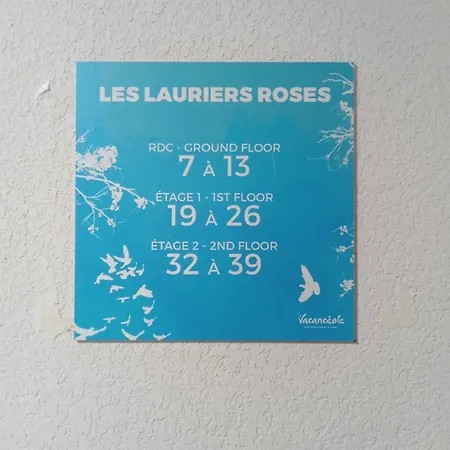 LES LAURIERS ROSES
RDC - GROUND FLOOR
7 À 13
ÉTAGE 1 - 1ST FLOOR
19 À 26
ÉTAGE 2 - 2ND FLOOR
32 À 39
Vacancéole